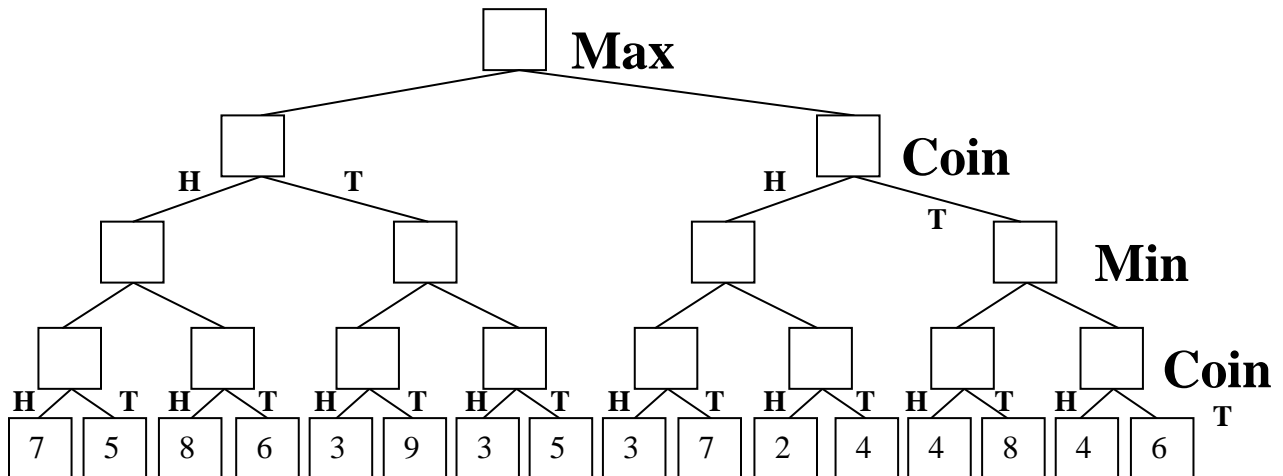 Max
Coin
H T H
T
Min
Coin
H T H T H T H T H T H T H T H
T
7 5 8 6 3 9 3 5 3 7 2 4 4 8 4 6